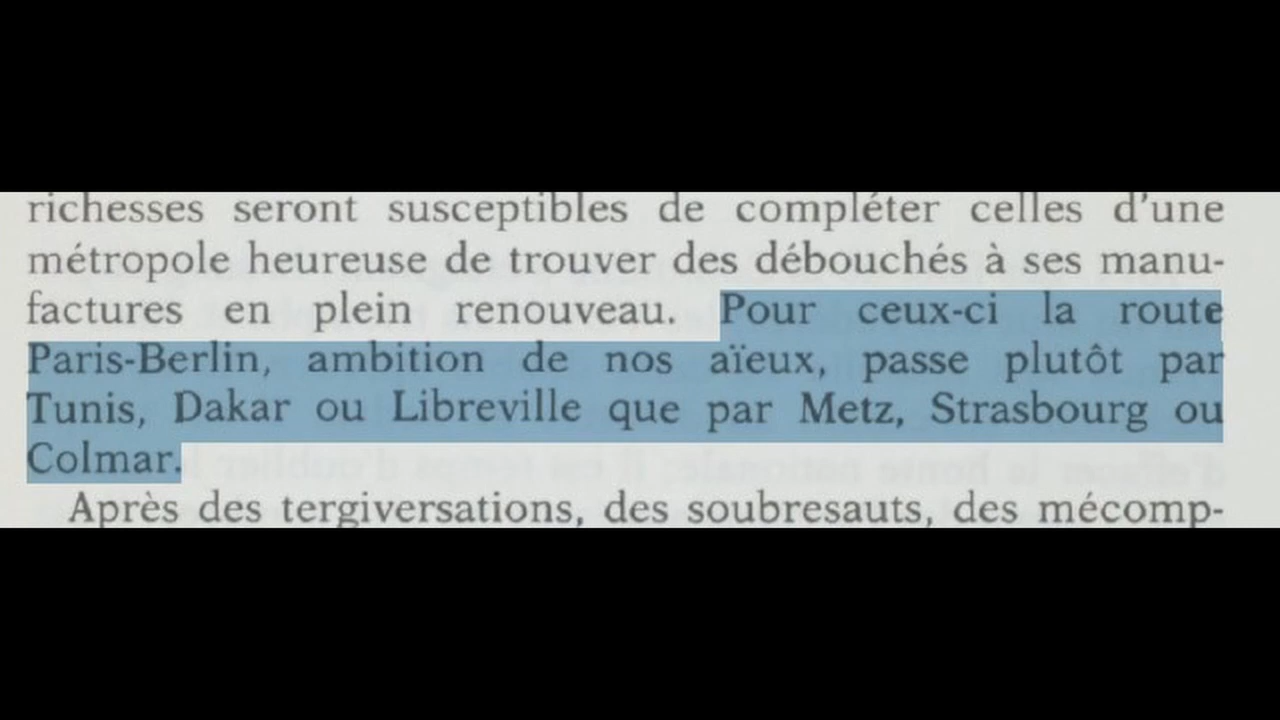 richesses seront susceptibles de compléter celles d'une
métropole heureuse de trouver des débouchés à ses manu-
factures en plein renouveau. Pour ceux-ci la route
Paris-Berlin, ambition de nos aïeux, passe plutôt par
Tunis, Dakar ou Libreville que par Metz, Strasbourg ou
Colmar.
Après des tergiversations, des soubresauts, des mécomp-